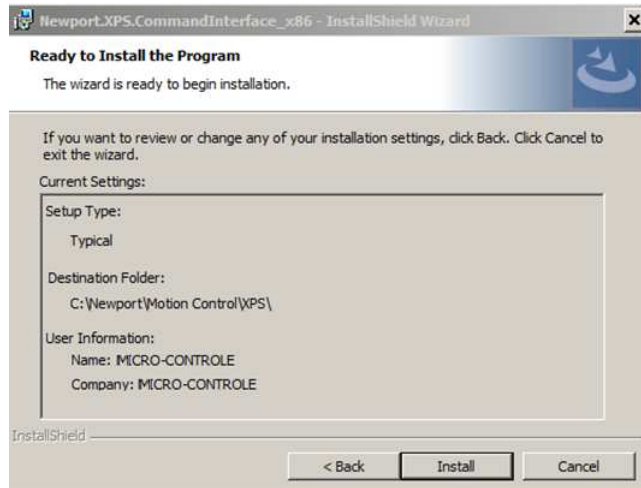 Newport.XPS.CommandInterface_x86 - InstallShield Wizard
Ready to Install the Program
The wizard is ready to begin installation.
If you want to review or change any of your installation settings, click Back. Click Cancel to
exit the wizard.
Current Settings:
Setup Type:
Typical
Destination Folder:
C:\Newport\Motion Control\XPS\
User Information:
Name: MICRO-CONTROLE
Company: MICRO-CONTROLE
InstallShield
< Back
Install
Cancel